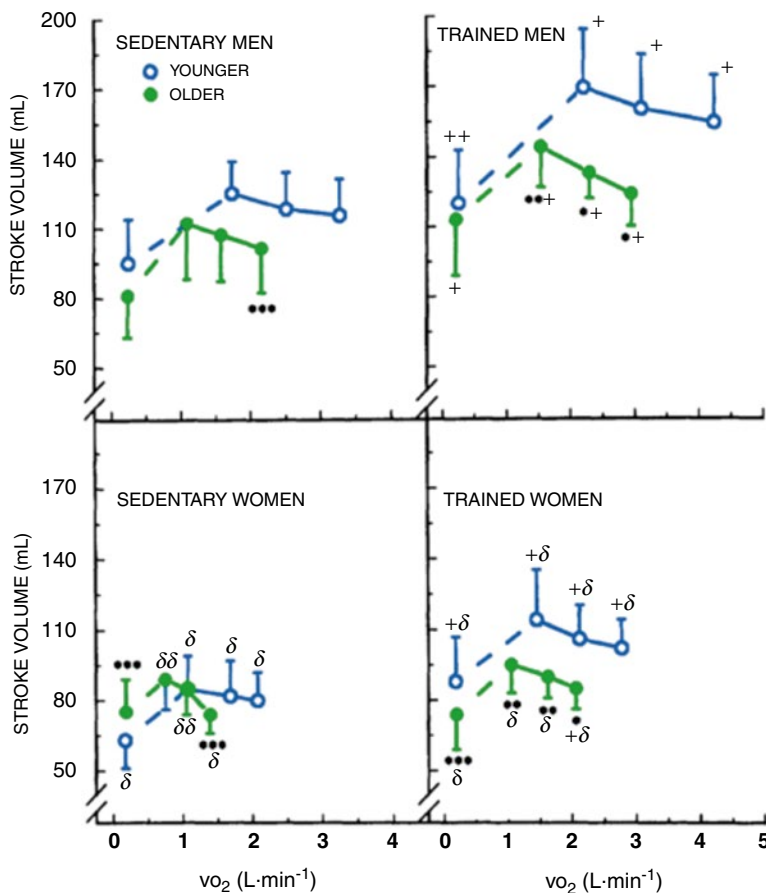 200
170
140
110
80
50
STROKE VOLUME (mL)
SEDENTARY MEN
YOUNGER
OLDER
•••
TRAINED MEN
+
+
+
++
••+
•+
•+
+
170
140
110
80
50
STROKE VOLUME (mL)
SEDENTARY WOMEN
•••
δδ
δ
δ
δ
δδ
•••
δ
δ
0 1 2 3 4
VO₂ (L·min⁻¹)
TRAINED WOMEN
+δ
+δ
+δ
+δ
••
δ
••
δ
•
+δ
•••
δ
0 1 2 3 4 5
VO₂ (L·min⁻¹)